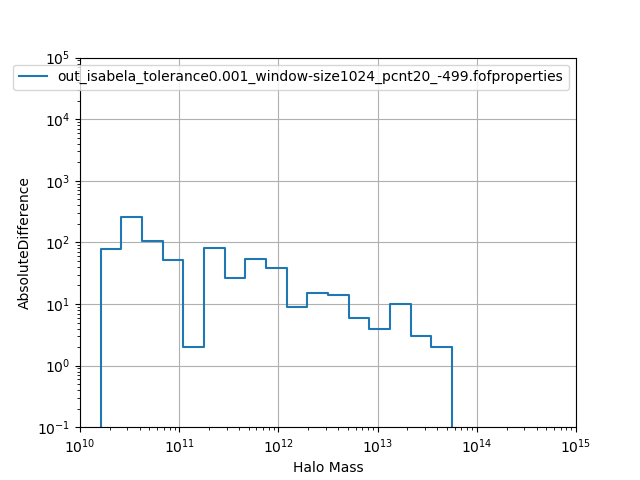 out_isabela_tolerance0.001_window-size1024_pcnt20_-499.fofproperties
10⁵
10⁴
10³
10²
10¹
10⁰
10⁻¹
AbsoluteDifference
10¹⁰ 10¹¹ 10¹² 10¹³ 10¹⁴ 10¹⁵
Halo Mass